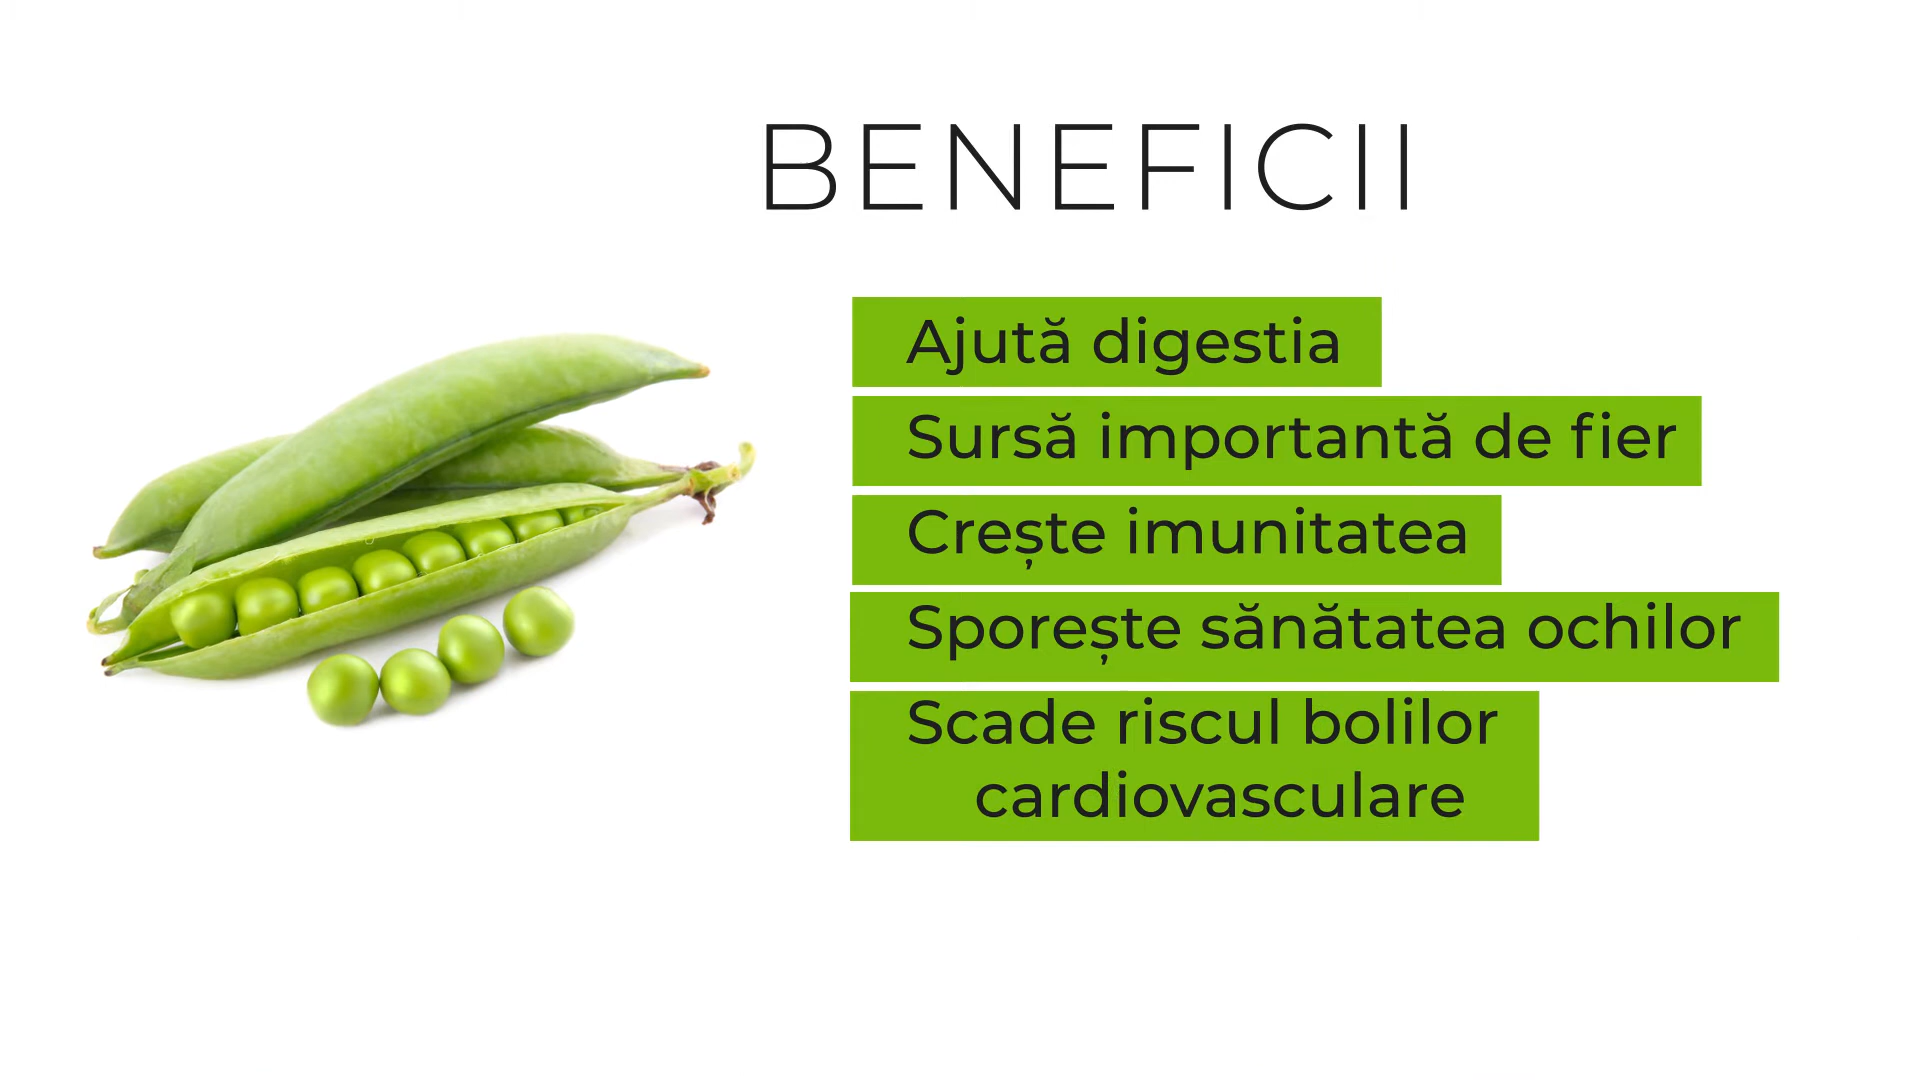 BENEFICII
Ajută digestia
Sursă importantă de fier
Crește imunitatea
Sporește sănătatea ochilor
Scade riscul bolilor
cardiovasculare